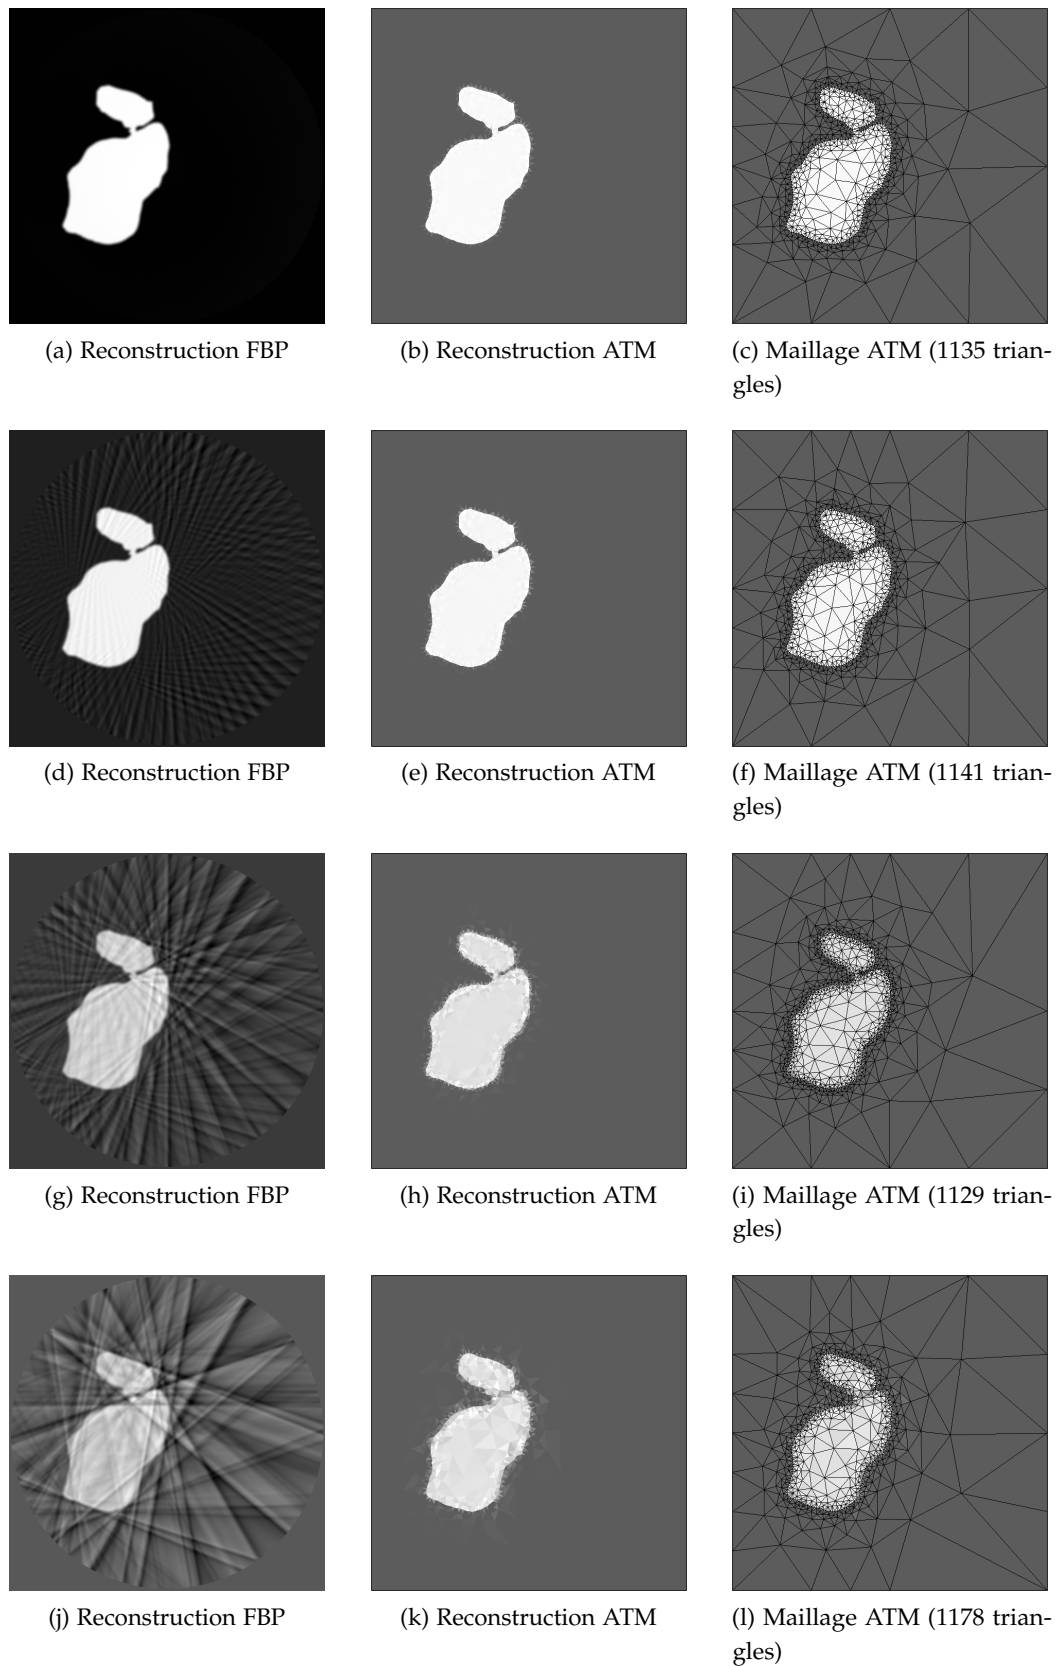 (a) Reconstruction FBP
(b) Reconstruction ATM
(c) Maillage ATM (1135 trian-
gles)
(d) Reconstruction FBP
(e) Reconstruction ATM
(f) Maillage ATM (1141 trian-
gles)
(g) Reconstruction FBP
(h) Reconstruction ATM
(i) Maillage ATM (1129 trian-
gles)
(j) Reconstruction FBP
(k) Reconstruction ATM
(l) Maillage ATM (1178 trian-
gles)